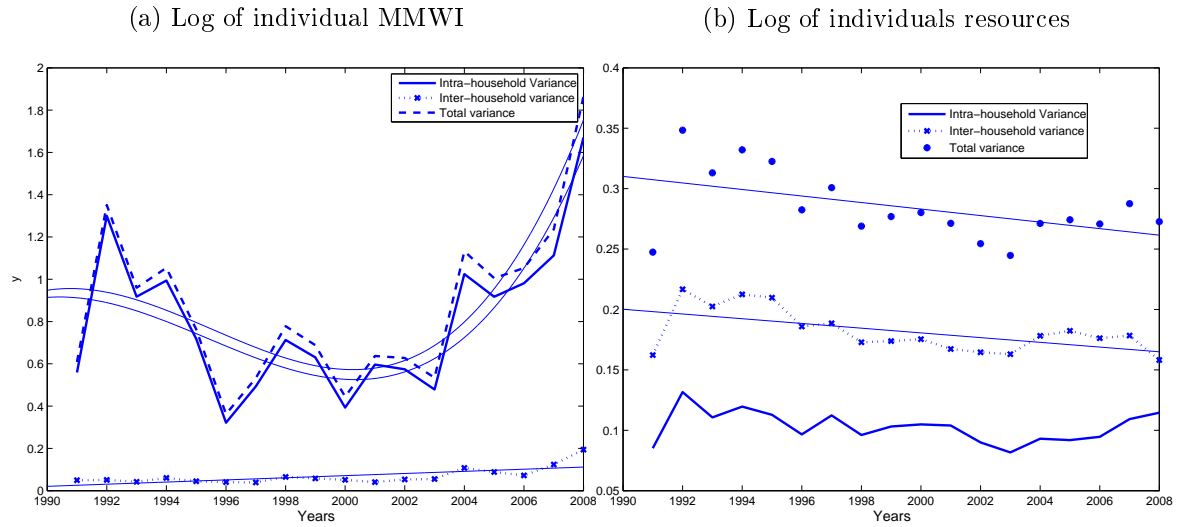 (a) Log of individual MMWI
2
1.8
1.6
1.4
1.2
1
0.8
0.6
0.4
0.2
0
y
Intra−household Variance
Inter−household variance
Total variance
1990 1992 1994 1996 1998 2000 2002 2004 2006 2008
Years
(b) Log of individuals resources
0.4
0.35
0.3
0.25
0.2
0.15
0.1
0.05
Intra−household Variance
Inter−household variance
Total variance
1990 1992 1994 1996 1998 2000 2002 2004 2006 2008
Years